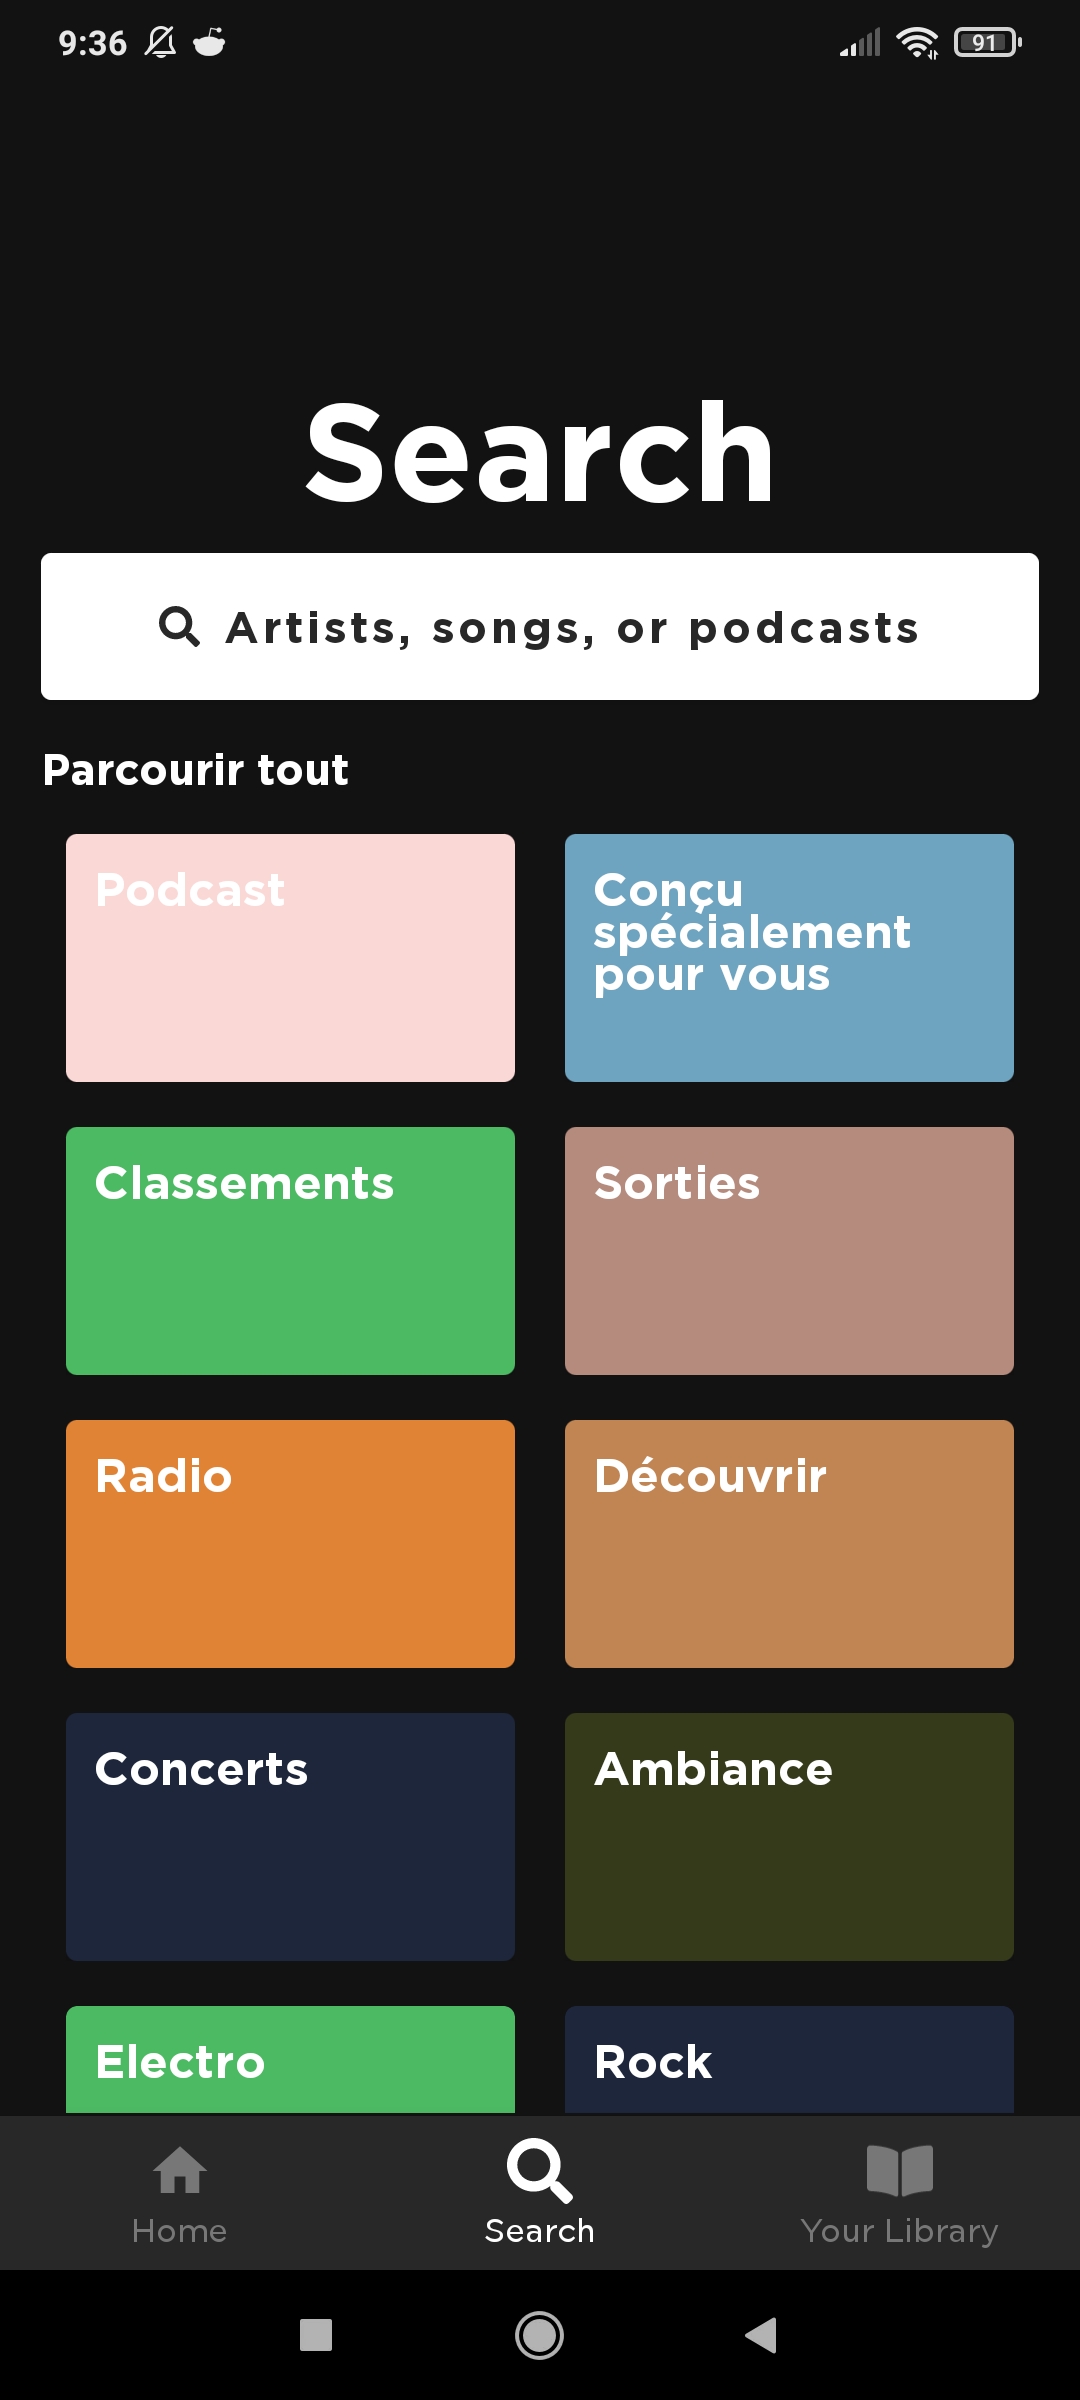 9:36
91
Search
Artists, songs, or podcasts
Parcourir tout
Podcast
Conçu
spécialement
pour vous
Classements
Sorties
Radio
Découvrir
Concerts
Ambiance
Electro
Rock
Home
Search
Your Library